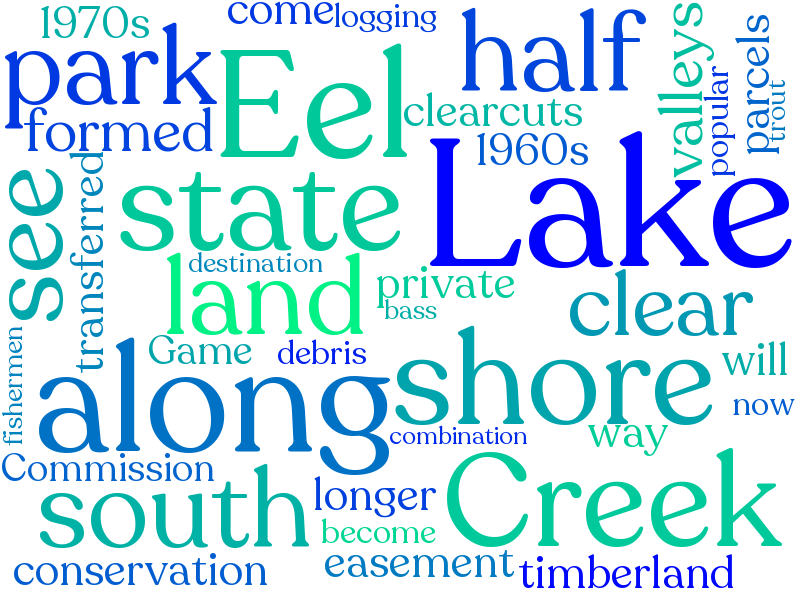 1970s
come
logging
park
Eel
half
valleys
popular
parcels
trout
formed
clearcuts
1960s
Lake
see
transferred
state
destination
land
private
bass
clear
fishermen
Game
debris
along
shore
will
now
combination
way
Commission
south
longer
Creek
become
conservation
easement
timberland